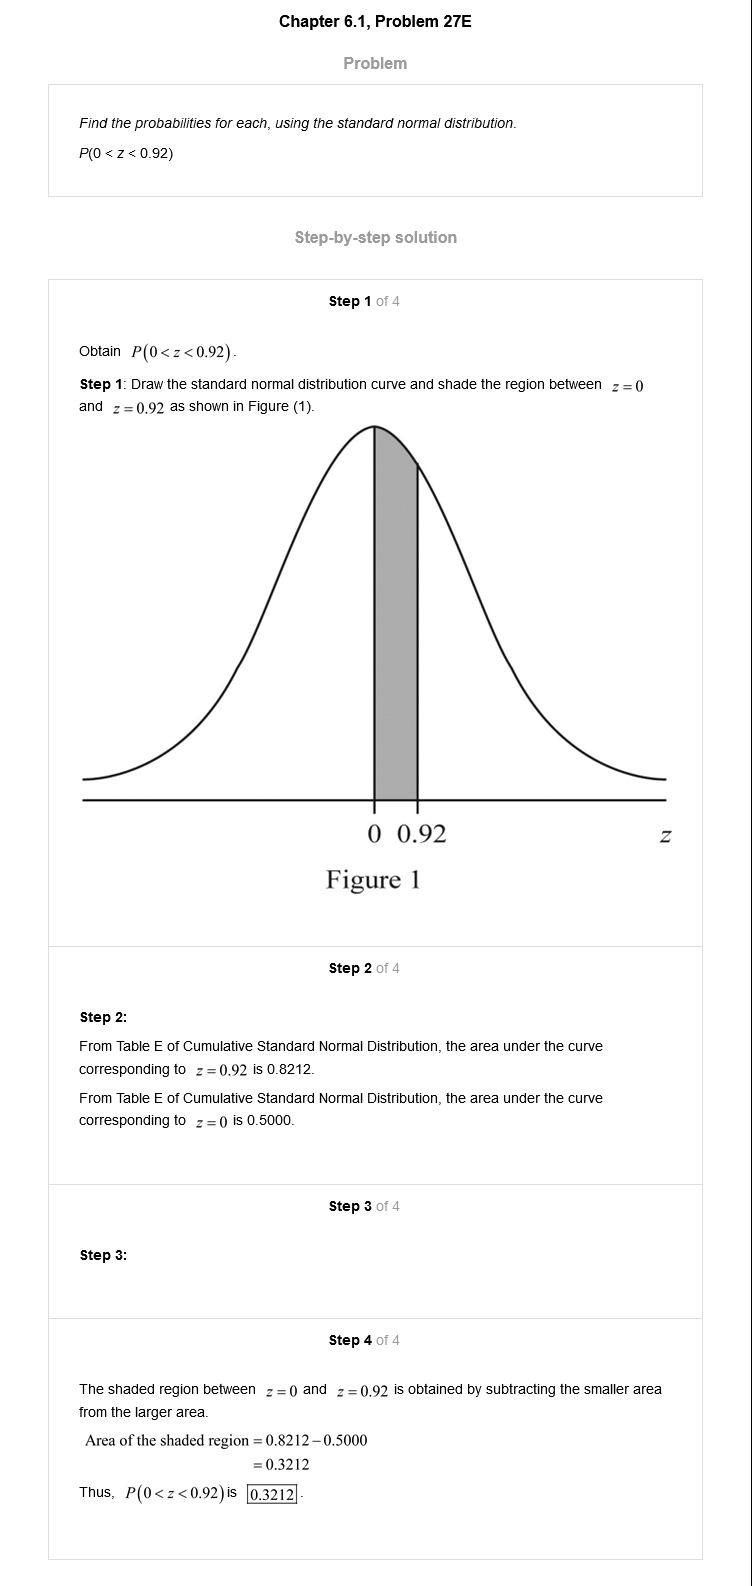 Chapter 6.1, Problem 27E
Problem
Find the probabilities for each, using the standard normal distribution.
P(0 < z < 0.92)
Step-by-step solution
Step 1 of 4
Obtain P(0 < z < 0.92).
Step 1: Draw the standard normal distribution curve and shade the region between z = 0
and z = 0.92 as shown in Figure (1).
0 0.92 z
Figure 1
Step 2 of 4
Step 2:
From Table E of Cumulative Standard Normal Distribution, the area under the curve
corresponding to z = 0.92 is 0.8212.
From Table E of Cumulative Standard Normal Distribution, the area under the curve
corresponding to z = 0 is 0.5000.
Step 3 of 4
Step 3:
Step 4 of 4
The shaded region between z = 0 and z = 0.92 is obtained by subtracting the smaller area
from the larger area.
Area of the shaded region = 0.8212 − 0.5000
= 0.3212
Thus, P(0 < z < 0.92) is 0.3212.